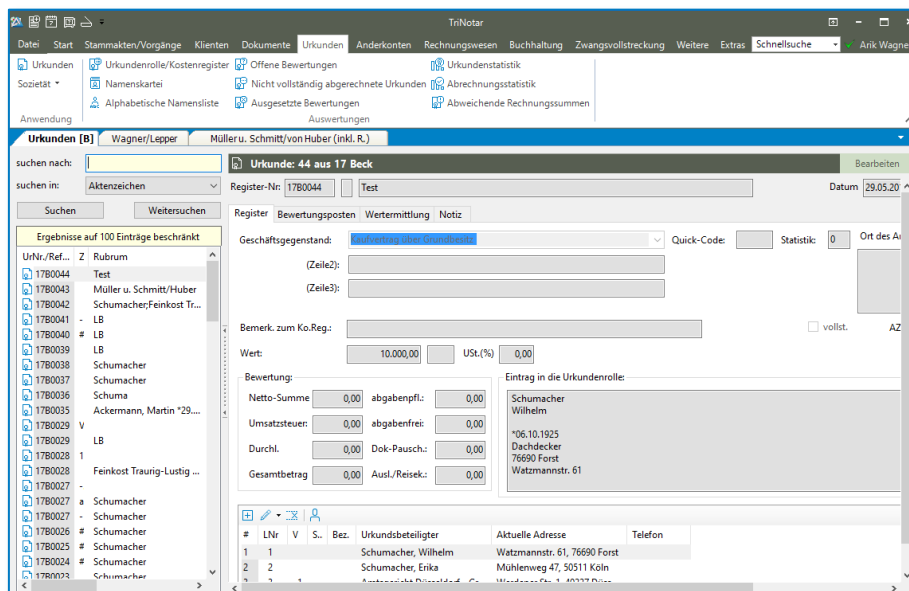 TriNotar
Datei Start Stammakten/Vorgänge Klienten Dokumente Urkunden Anderkonten Rechnungswesen Buchhaltung Zwangsvollstreckung Weitere Extras Schnellsuche Arik Wagne
Urkunden Urkundenrolle/Kostenregister Offene Bewertungen Urkundenstatistik
Sozietät Namenskartei Nicht vollständig abgerechnete Urkunden Abrechnungsstatistik
Alphabetische Namensliste Ausgesetzte Bewertungen Abweichende Rechnungssummen
Anwendung Auswertungen
Urkunden [B] Wagner/Lepper Müller u. Schmitt/von Huber (inkl. R.)
suchen nach: Urkunde: 44 aus 17 Beck Bearbeiten
suchen in: Aktenzeichen Register-Nr: 17B0044 Test Datum 29.05.20
Suchen Weitersuchen
Register Bewertungsposten Wertermittlung Notiz
Ergebnisse auf 100 Einträge beschränkt
Geschäftsgegenstand: Kaufvertrag über Grundbesitz Quick-Code: Statistik: 0 Ort des A
(Zeile2):
(Zeile3):
Bemerk. zum Ko.Reg.: vollst. AZ
Wert: 10.000,00 USt.(%) 0,00
UrNr./Ref... Z Rubrum
17B0044 Test
17B0043 Müller u. Schmitt/Huber
17B0042 Schumacher;Feinkost Tr...
17B0041 - LB
17B0040 # LB
17B0039 LB
17B0038 Schumacher
17B0037 Schumacher
17B0036 Schuma
17B0035 Ackermann, Martin *29....
17B0029 V
17B0029 LB
17B0028 1
17B0028 Feinkost Traurig-Lustig ...
17B0027 -
17B0027 a Schumacher
17B0027 - Schumacher
17B0026 # Schumacher
17B0025 # Schumacher
17B0024 # Schumacher
17B0023 Schumacher
Bewertung:
Netto-Summe 0,00 abgabenpfl.: 0,00
Umsatzsteuer: 0,00 abgabenfrei: 0,00
Durchl. 0,00 Dok-Pausch.: 0,00
Gesamtbetrag 0,00 Ausl./Reisek.: 0,00
Eintrag in die Urkundenrolle:
Schumacher
Wilhelm
*06.10.1925
Dachdecker
76690 Forst
Watzmannstr. 61
# LNr V S.. Bez. Urkundsbeteiligter Aktuelle Adresse Telefon
1 1 Schumacher, Wilhelm Watzmannstr. 61, 76690 Forst
2 2 Schumacher, Erika Mühlenweg 47, 50511 Köln